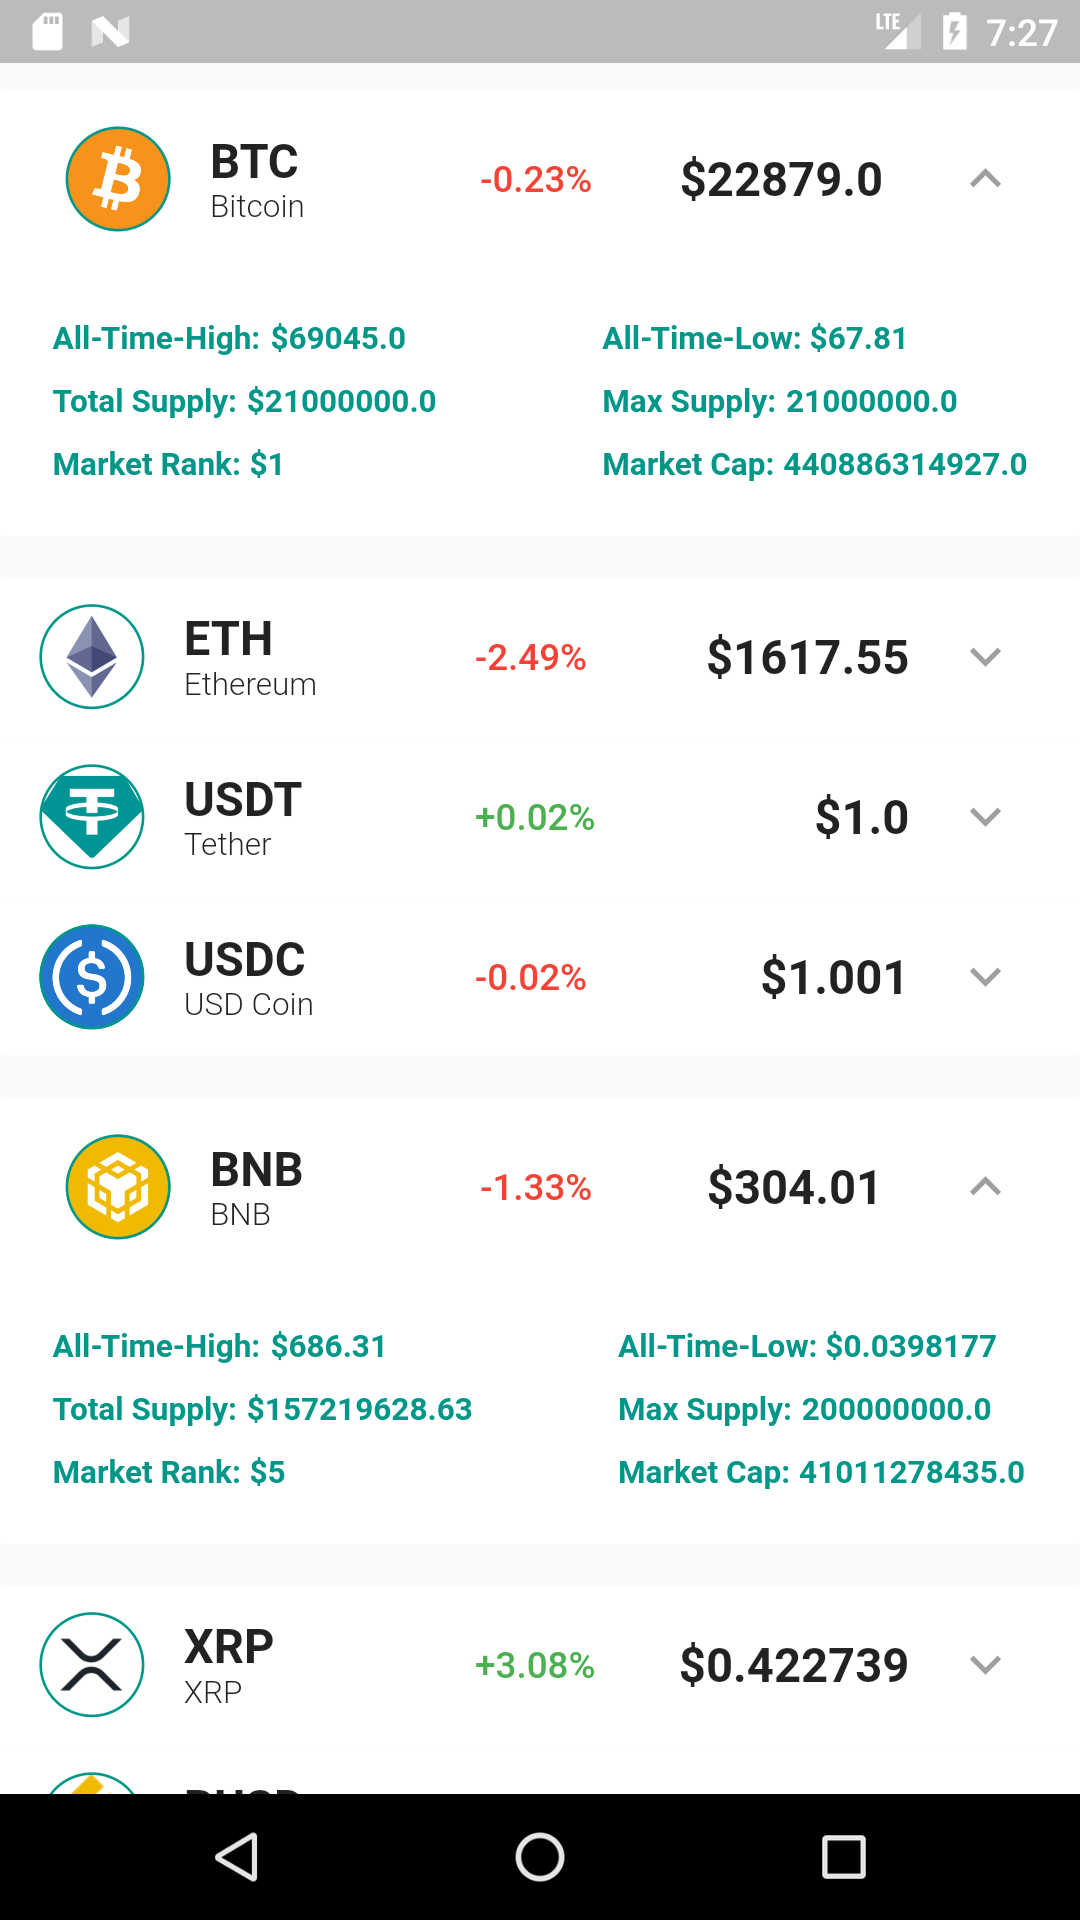 LTE 7:27
BTC -0.23% $22879.0
Bitcoin
All-Time-High: $69045.0 All-Time-Low: $67.81
Total Supply: $21000000.0 Max Supply: 21000000.0
Market Rank: $1 Market Cap: 440886314927.0
ETH -2.49% $1617.55
Ethereum
USDT +0.02% $1.0
Tether
USDC -0.02% $1.001
USD Coin
BNB -1.33% $304.01
BNB
All-Time-High: $686.31 All-Time-Low: $0.0398177
Total Supply: $157219628.63 Max Supply: 200000000.0
Market Rank: $5 Market Cap: 41011278435.0
XRP +3.08% $0.422739
XRP